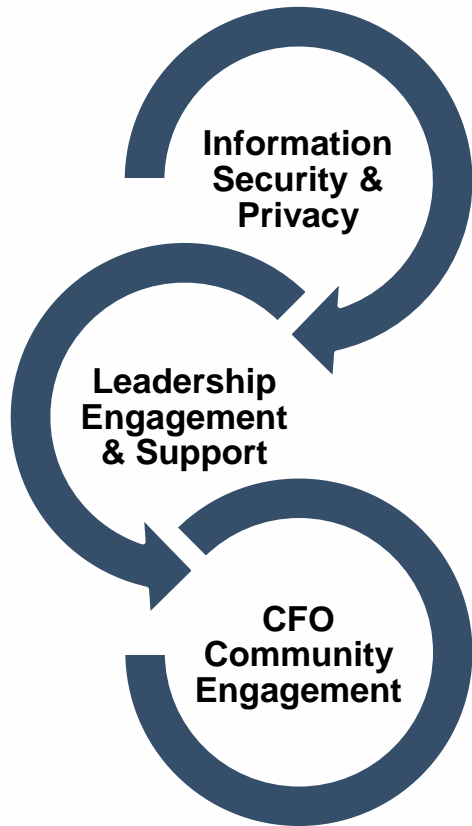 Information
Security &
Privacy
Leadership
Engagement
& Support
CFO
Community
Engagement